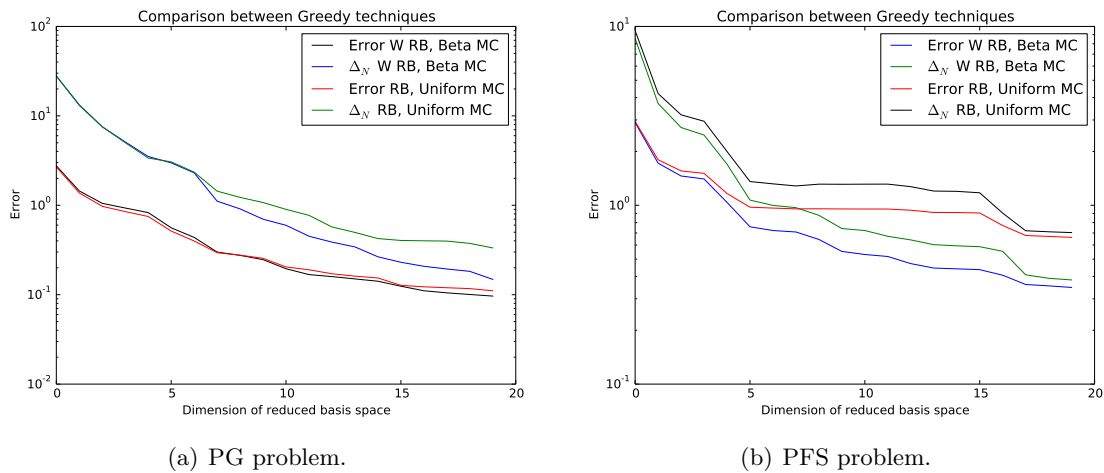 Comparison between Greedy techniques
10^2
10^1
10^0
10^-1
10^-2
Error
Error W RB, Beta MC
Δ_N W RB, Beta MC
Error RB, Uniform MC
Δ_N RB, Uniform MC
0 5 10 15 20
Dimension of reduced basis space
(a) PG problem.
Comparison between Greedy techniques
10^1
10^0
10^-1
Error
Error W RB, Beta MC
Δ_N W RB, Beta MC
Error RB, Uniform MC
Δ_N RB, Uniform MC
0 5 10 15 20
Dimension of reduced basis space
(b) PFS problem.